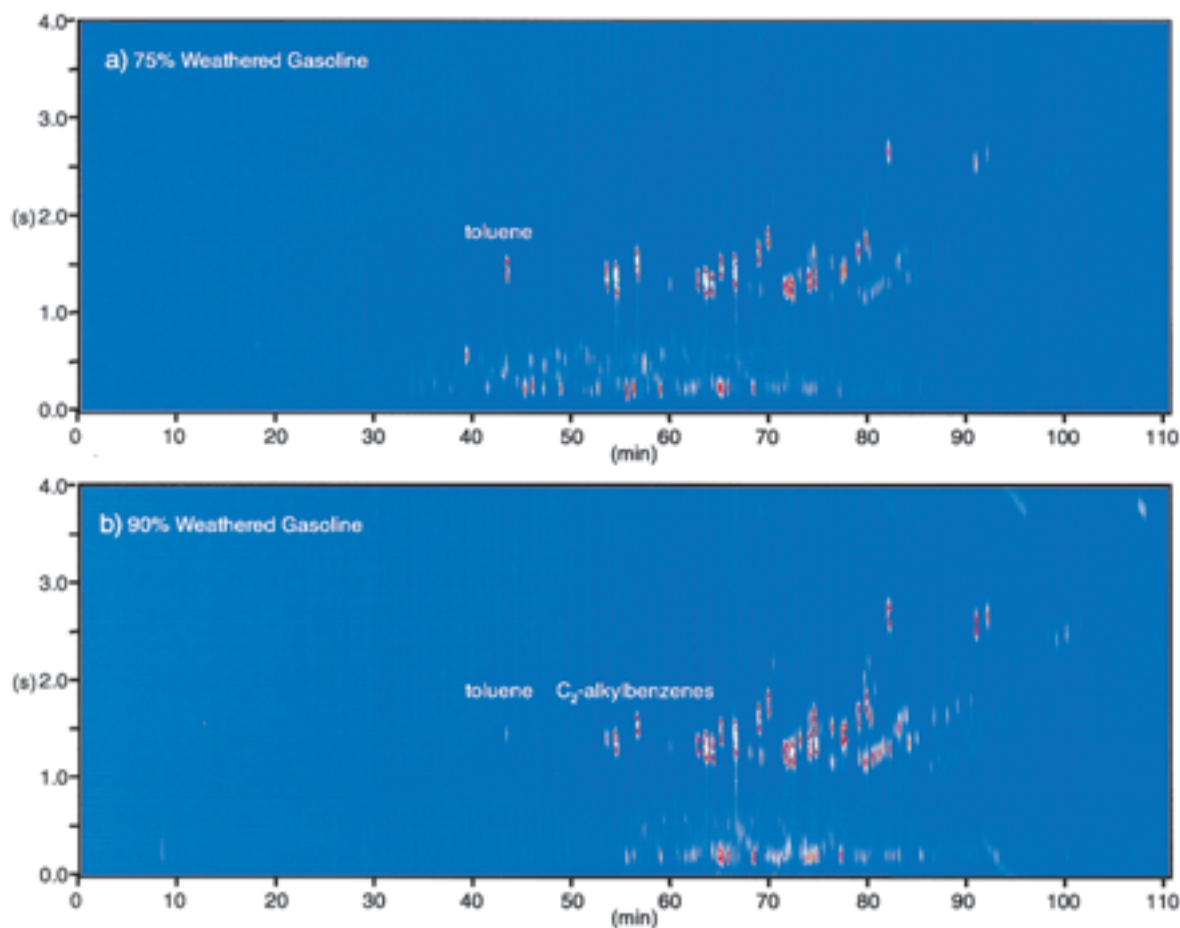 4.0
a) 75% Weathered Gasoline
3.0
(s) 2.0
toluene
1.0
0.0
0 10 20 30 40 50 60 70 80 90 100 110
(min)
4.0
b) 90% Weathered Gasoline
3.0
(s) 2.0
toluene C₂-alkylbenzenes
1.0
0.0
0 10 20 30 40 50 60 70 80 90 100 110
(min)